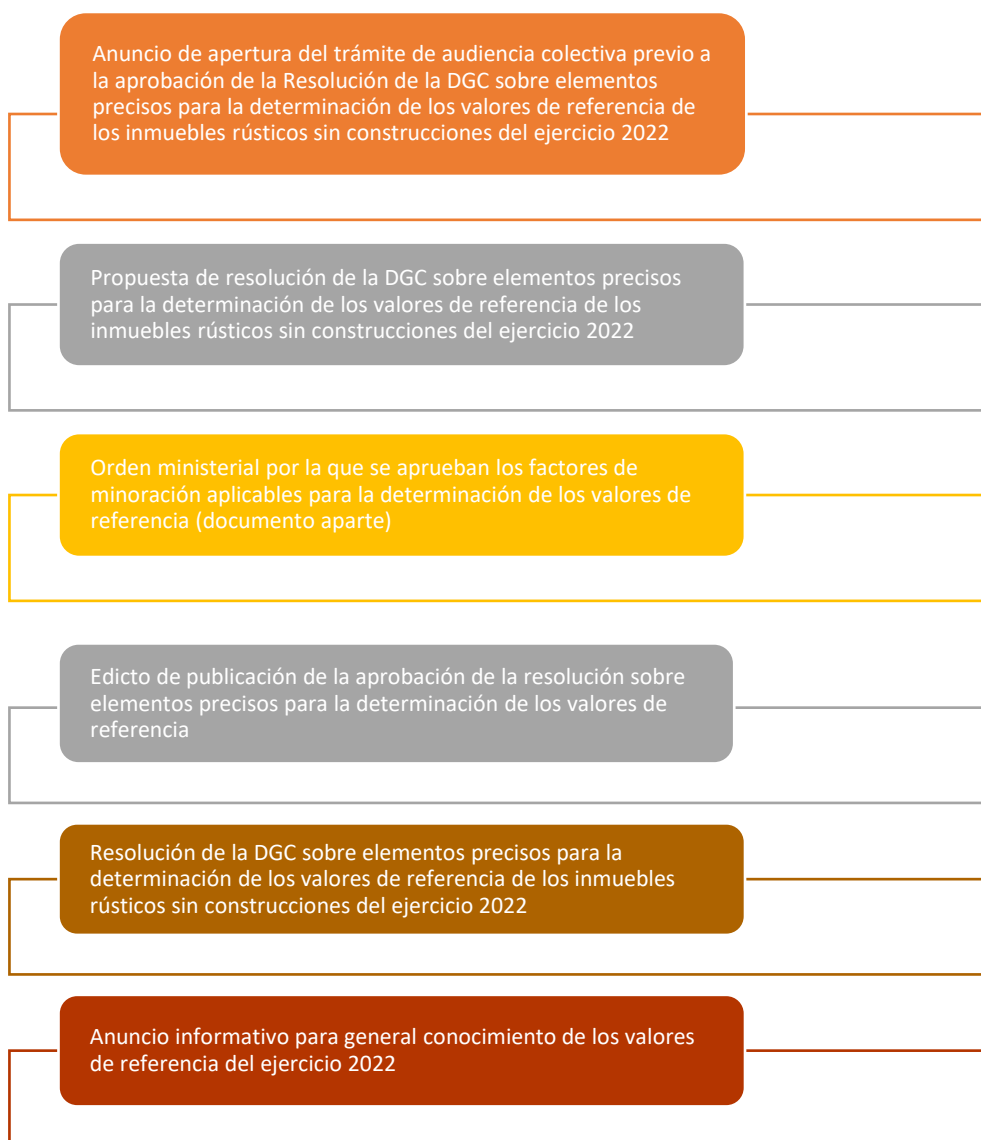 Anuncio de apertura del trámite de audiencia colectiva previo a
la aprobación de la Resolución de la DGC sobre elementos
precisos para la determinación de los valores de referencia de
los inmuebles rústicos sin construcciones del ejercicio 2022
Propuesta de resolución de la DGC sobre elementos precisos
para la determinación de los valores de referencia de los
inmuebles rústicos sin construcciones del ejercicio 2022
Orden ministerial por la que se aprueban los factores de
minoración aplicables para la determinación de los valores de
referencia (documento aparte)
Edicto de publicación de la aprobación de la resolución sobre
elementos precisos para la determinación de los valores de
referencia
Resolución de la DGC sobre elementos precisos para la
determinación de los valores de referencia de los inmuebles
rústicos sin construcciones del ejercicio 2022
Anuncio informativo para general conocimiento de los valores
de referencia del ejercicio 2022